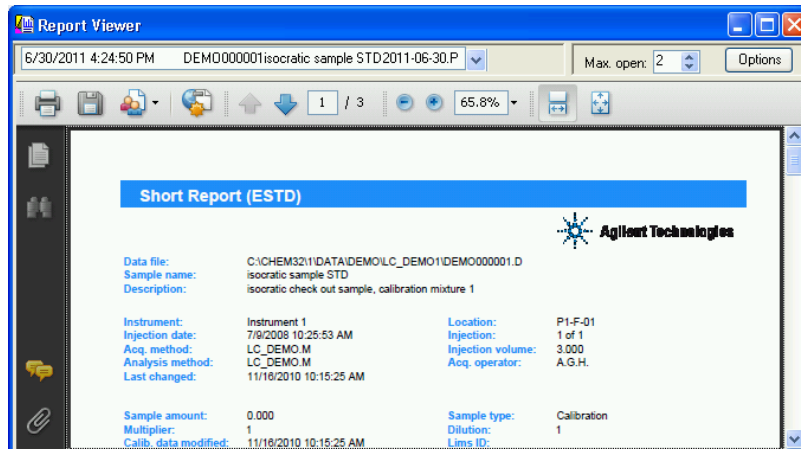 Report Viewer
6/30/2011 4:24:50 PM DEMO000001isocratic sample STD2011-06-30.P
Max. open: 2 Options
1 / 3 65.8%
Short Report (ESTD)
Agilent Technologies
Data file: C:\CHEM32\1\DATA\DEMO\LC_DEMO1\DEMO000001.D
Sample name: isocratic sample STD
Description: isocratic check out sample, calibration mixture 1
Instrument: Instrument 1 Location: P1-F-01
Injection date: 7/9/2008 10:25:53 AM Injection: 1 of 1
Acq. method: LC_DEMO.M Injection volume: 3.000
Analysis method: LC_DEMO.M Acq. operator: A.G.H.
Last changed: 11/16/2010 10:15:25 AM
Sample amount: 0.000 Sample type: Calibration
Multiplier: 1 Dilution: 1
Calib. data modified: 11/16/2010 10:15:25 AM Lims ID: